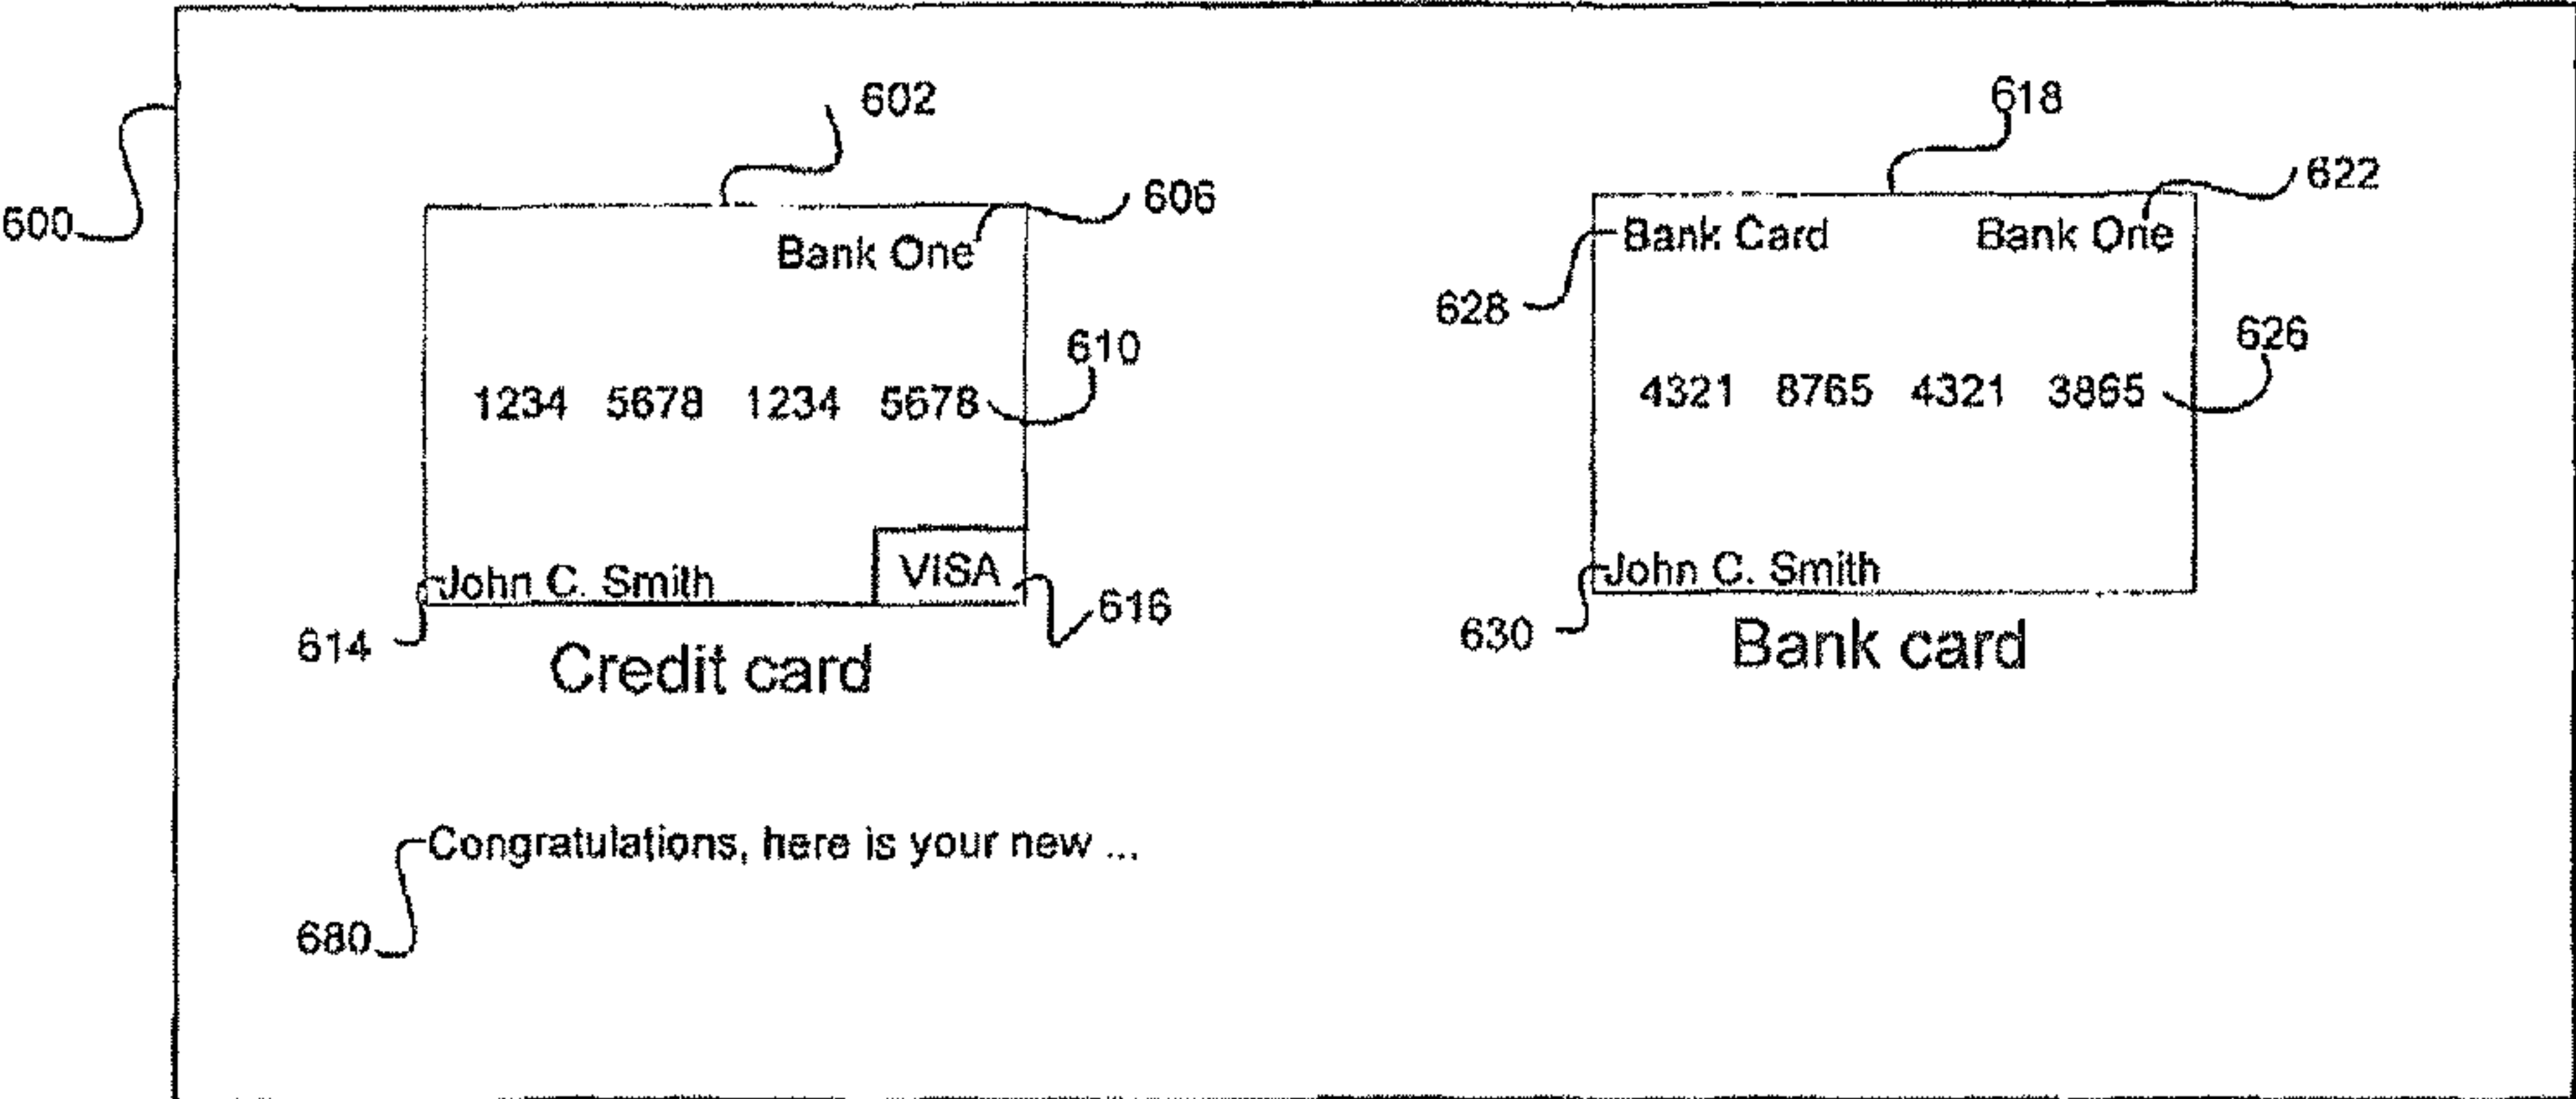 602
618
622
606
600
Bank One
Bank Card
Bank One
628
610
626
1234 5678 1234 5678
4321 8765 4321 3865
John C. Smith
VISA
John C. Smith
616
614
630
Credit card
Bank card
Congratulations, here is your new ...
680